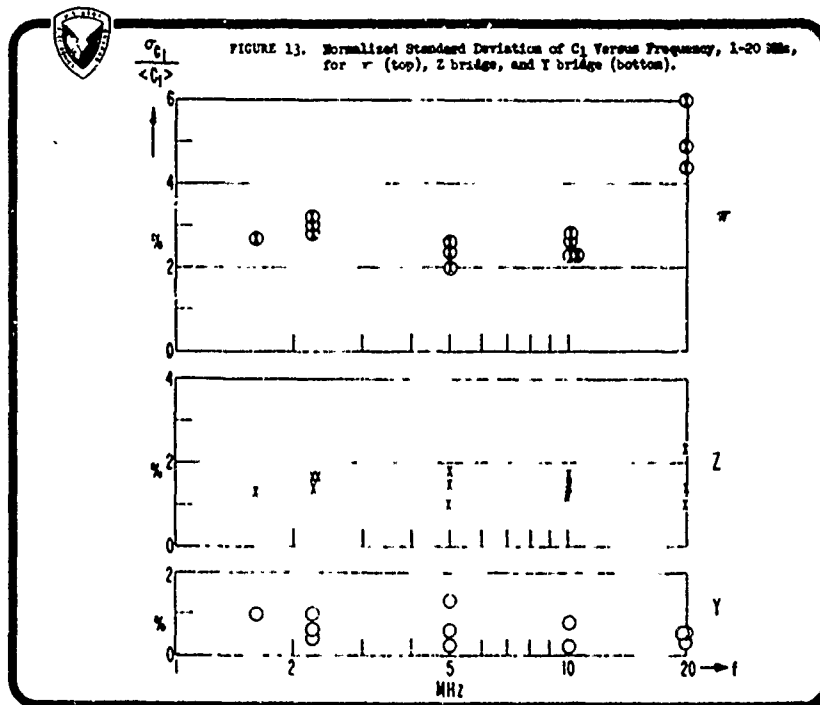 FIGURE 13. Normalized Standard Deviation of C1 Versus Frequency, 1-20 MHz,
for π (top), Z bridge, and Y bridge (bottom).
σC1
<C1>
6
4
%
2
0
π
4
% 2
0
Z
2
%
0
Y
1 2 5 10 20 → f
MHz